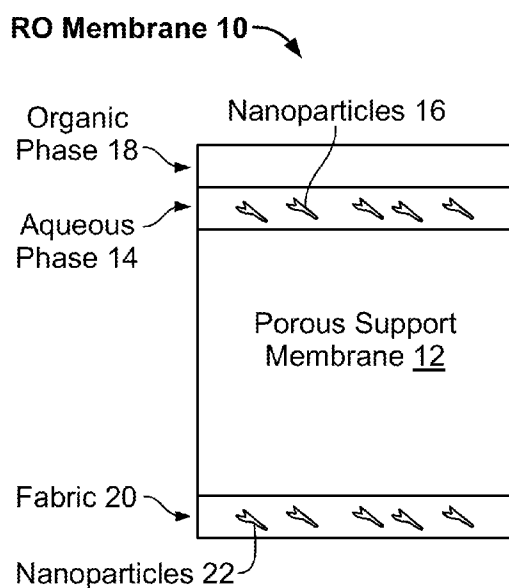 RO Membrane 10
Nanoparticles 16
Organic
Phase 18
Aqueous
Phase 14
Porous Support
Membrane 12
Fabric 20
Nanoparticles 22